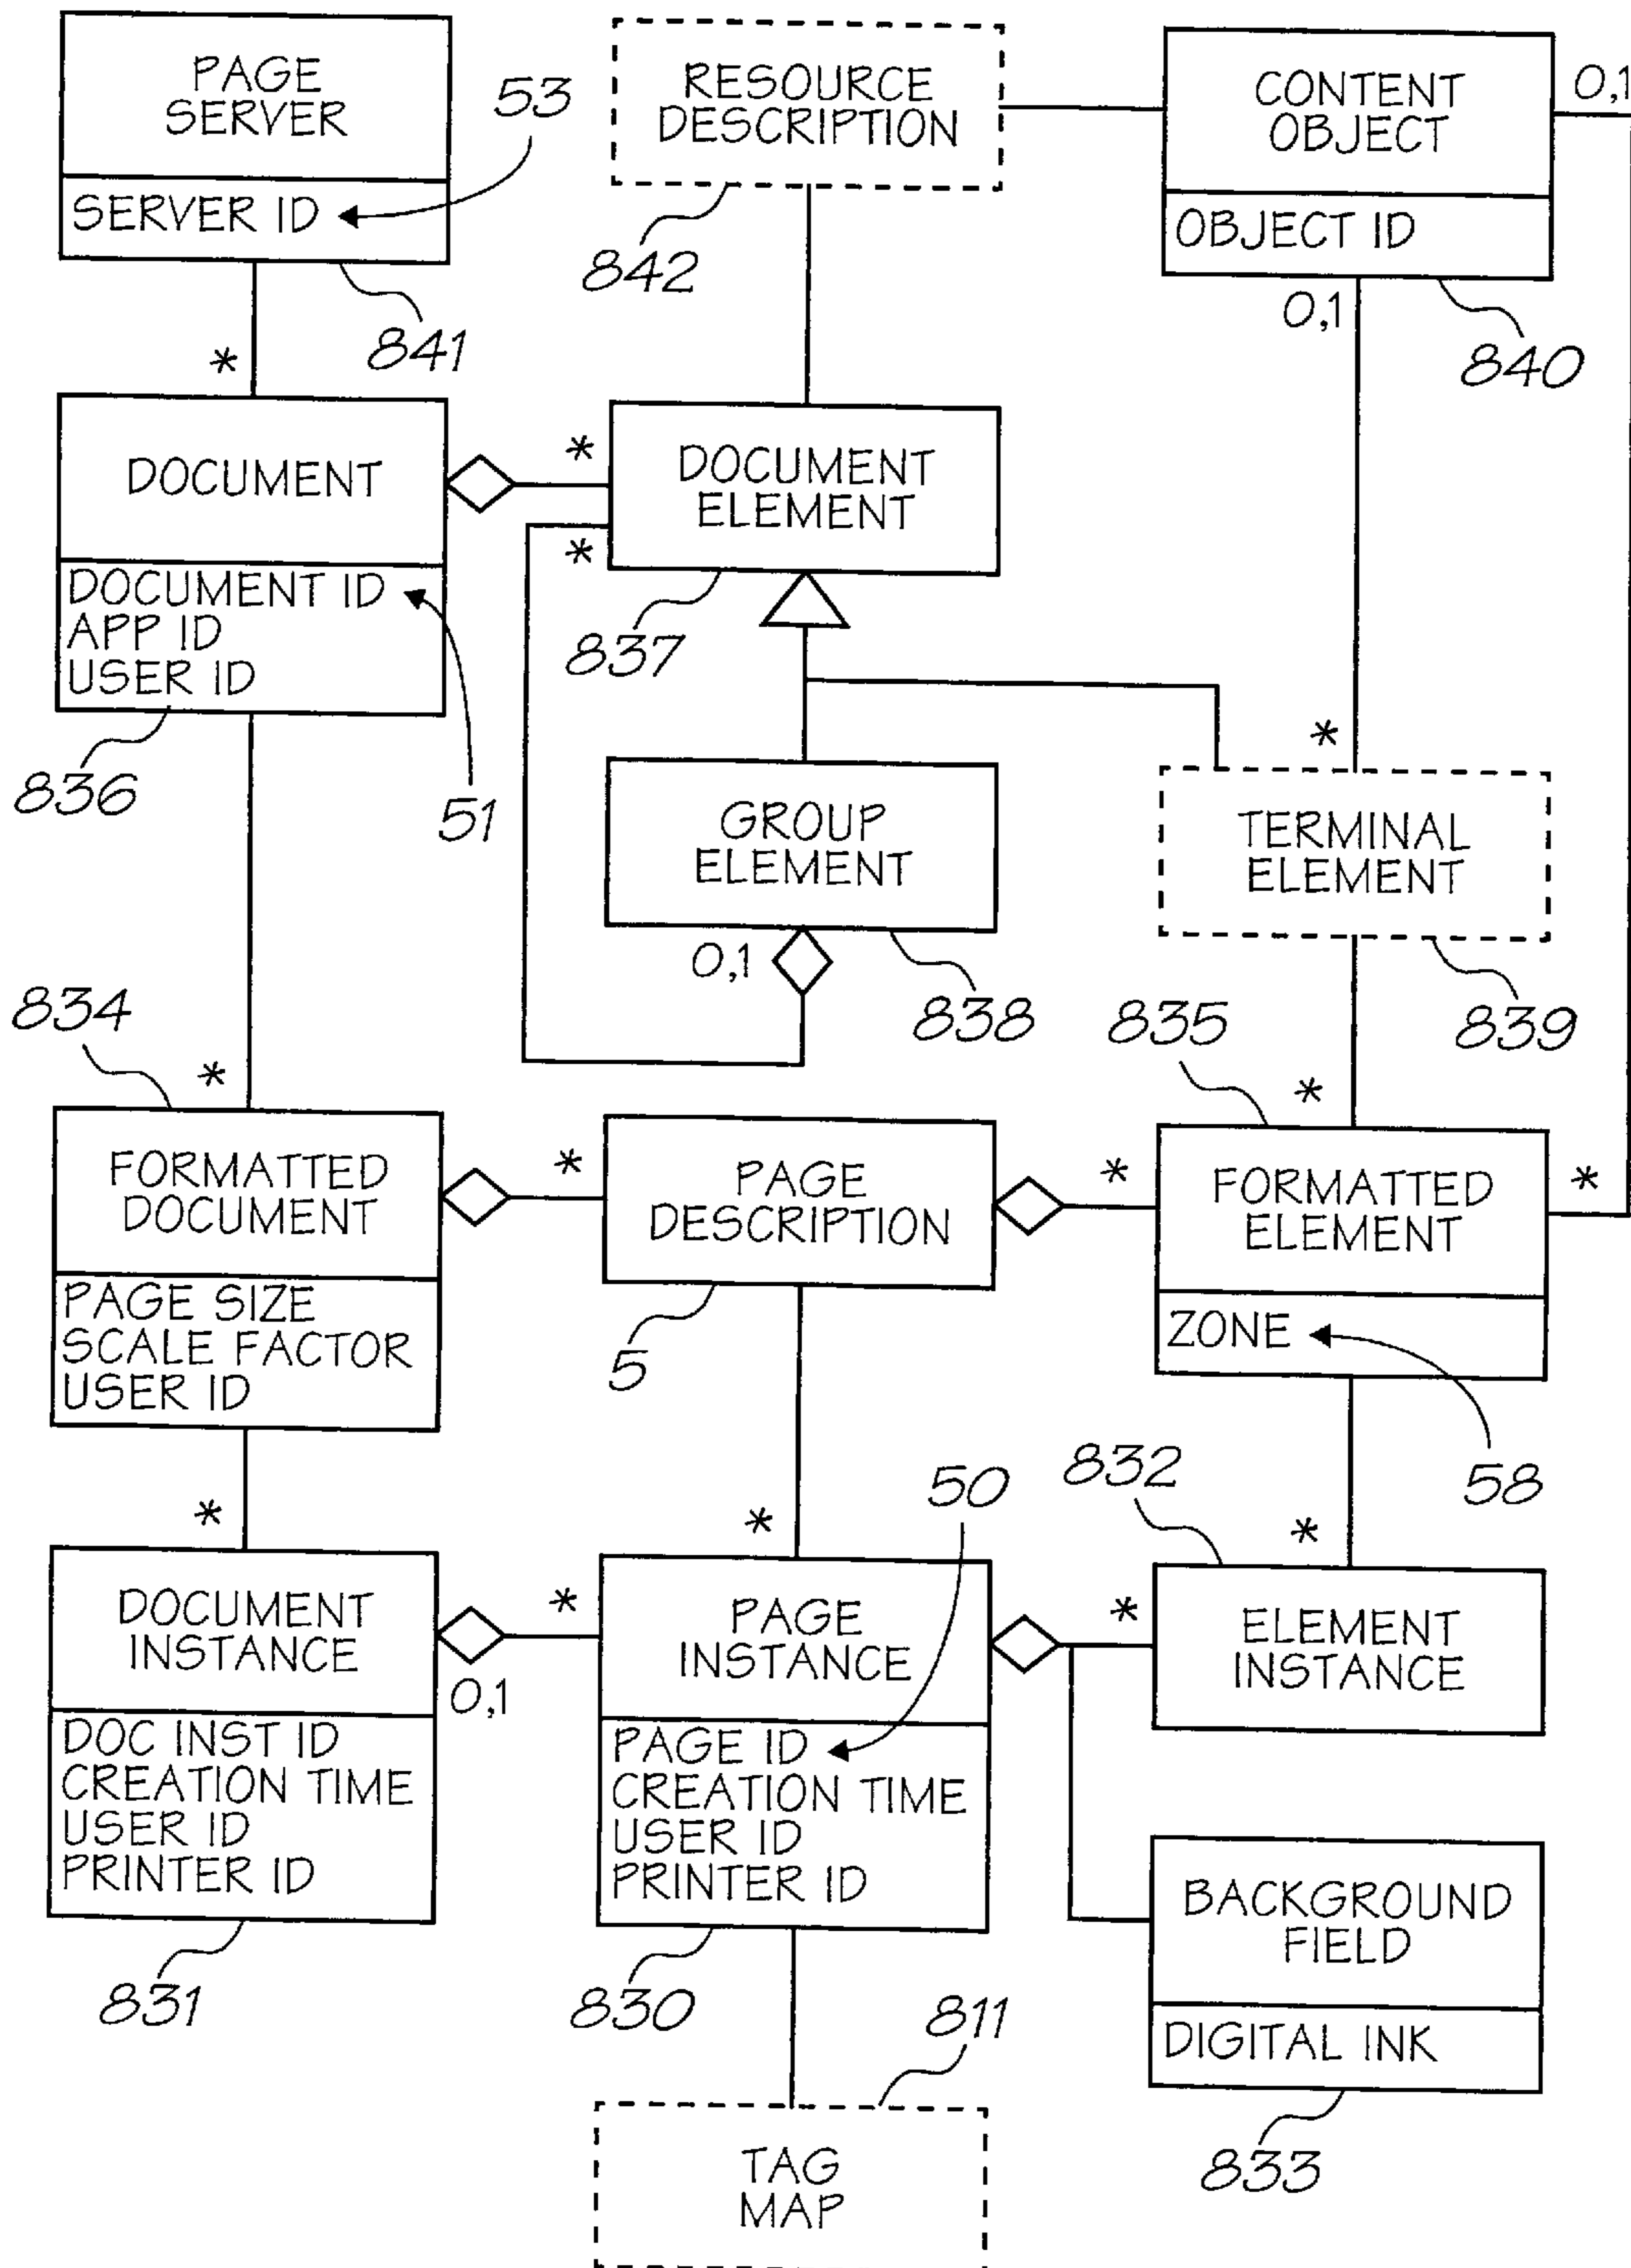 PAGE
SERVER
SERVER ID
53
841
RESOURCE
DESCRIPTION
842
CONTENT
OBJECT
OBJECT ID
0,1
0,1
840
*
DOCUMENT
DOCUMENT ID
APP ID
USER ID
836
51
*
*
DOCUMENT
ELEMENT
837
GROUP
ELEMENT
0,1
838
*
TERMINAL
ELEMENT
839
834
*
FORMATTED
DOCUMENT
PAGE SIZE
SCALE FACTOR
USER ID
*
PAGE
DESCRIPTION
5
835
*
*
*
FORMATTED
ELEMENT
ZONE
58
*
DOCUMENT
INSTANCE
0,1
DOC INST ID
CREATION TIME
USER ID
PRINTER ID
831
*
*
50
PAGE
INSTANCE
PAGE ID
CREATION TIME
USER ID
PRINTER ID
830
832
*
*
ELEMENT
INSTANCE
BACKGROUND
FIELD
DIGITAL INK
833
811
TAG
MAP